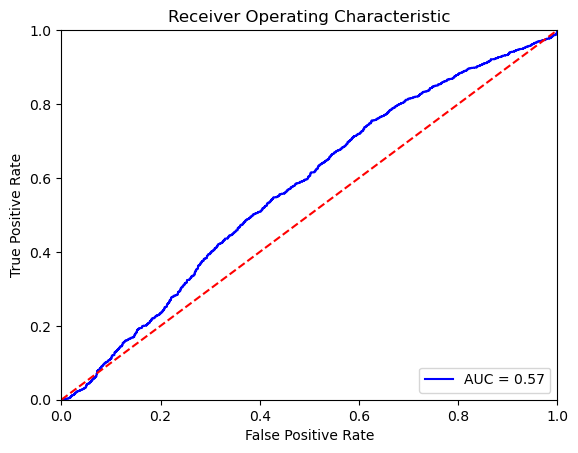 Receiver Operating Characteristic
True Positive Rate
1.0
0.8
0.6
0.4
0.2
0.0
AUC = 0.57
0.0 0.2 0.4 0.6 0.8 1.0
False Positive Rate